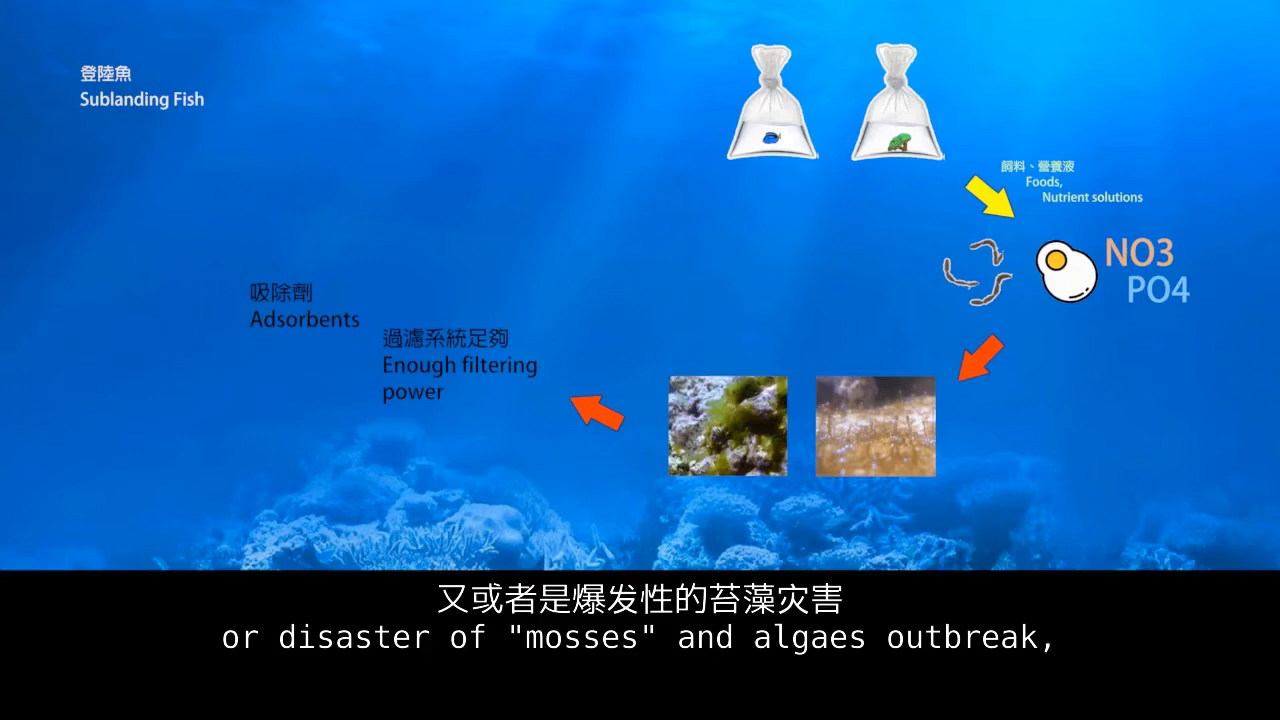 登陸魚
Sublanding Fish
飼料、營養液
Foods,
Nutrient solutions
NO3
PO4
吸除劑
Adsorbents
過濾系統足夠
Enough filtering
power
又或者是爆发性的苔藻灾害
or disaster of "mosses" and algaes outbreak,